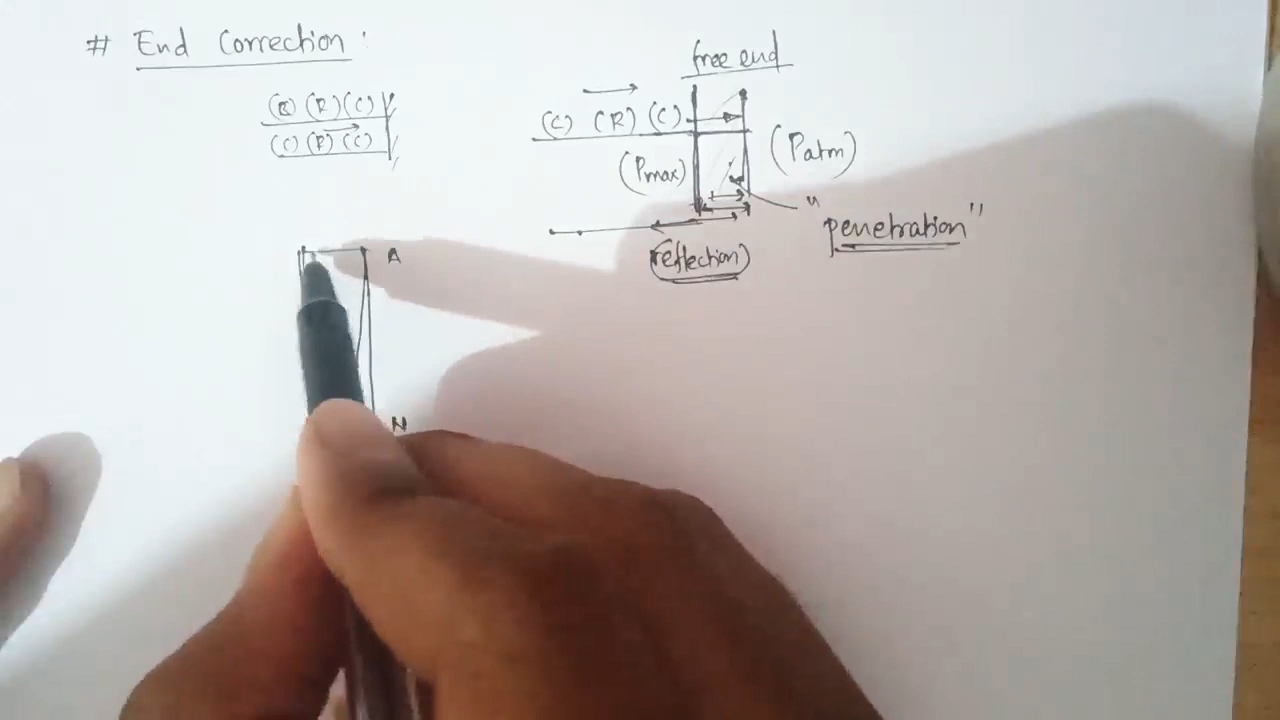 # End Correction :
(R) (R) (C)
(C) (R) (C)
free end
(C) (R) (C)
(Pmax)
(Patm)
"penetration"
(reflection)
A
N